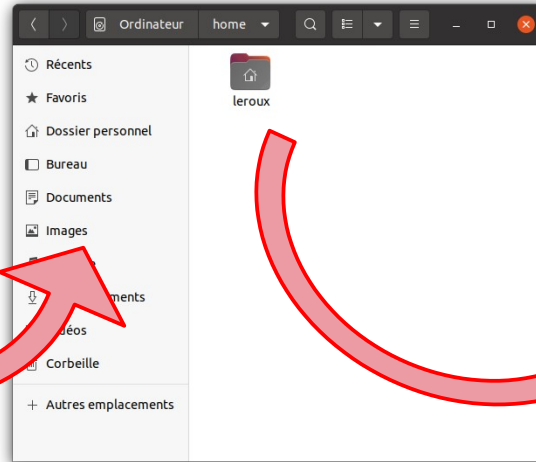 Ordinateur home
Récents
leroux
Favoris
Dossier personnel
Bureau
Documents
Images
Corbeille
Autres emplacements